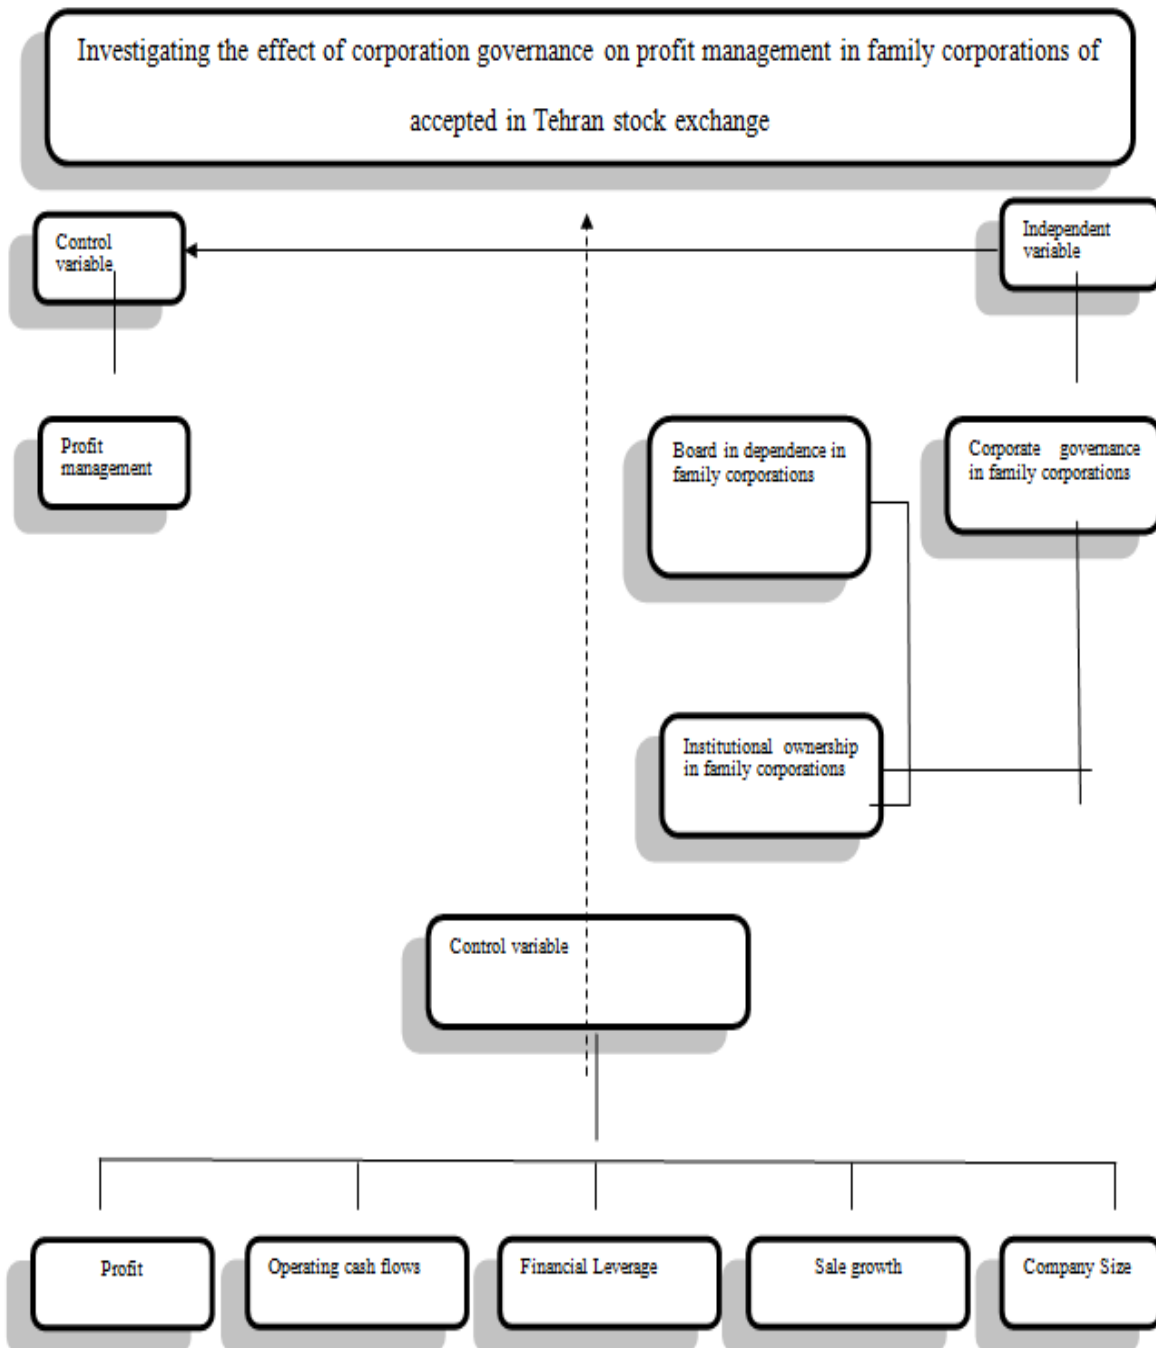 Investigating the effect of corporation governance on profit management in family corporations of
accepted in Tehran stock exchange
Control
variable
Independent
variable
Profit
management
Board in dependence in
family corporations
Corporate governance
in family corporations
Institutional ownership
in family corporations
Control variable
Profit
Operating cash flows
Financial Leverage
Sale growth
Company Size